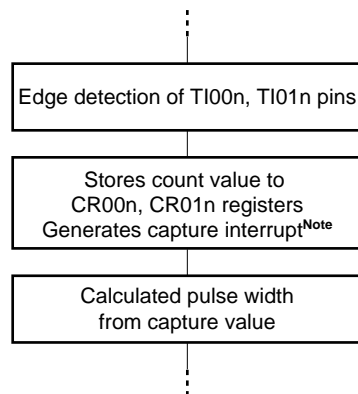 Edge detection of TI00n, TI01n pins
Stores count value to
CR00n, CR01n registers
Generates capture interruptNote
Calculated pulse width
from capture value